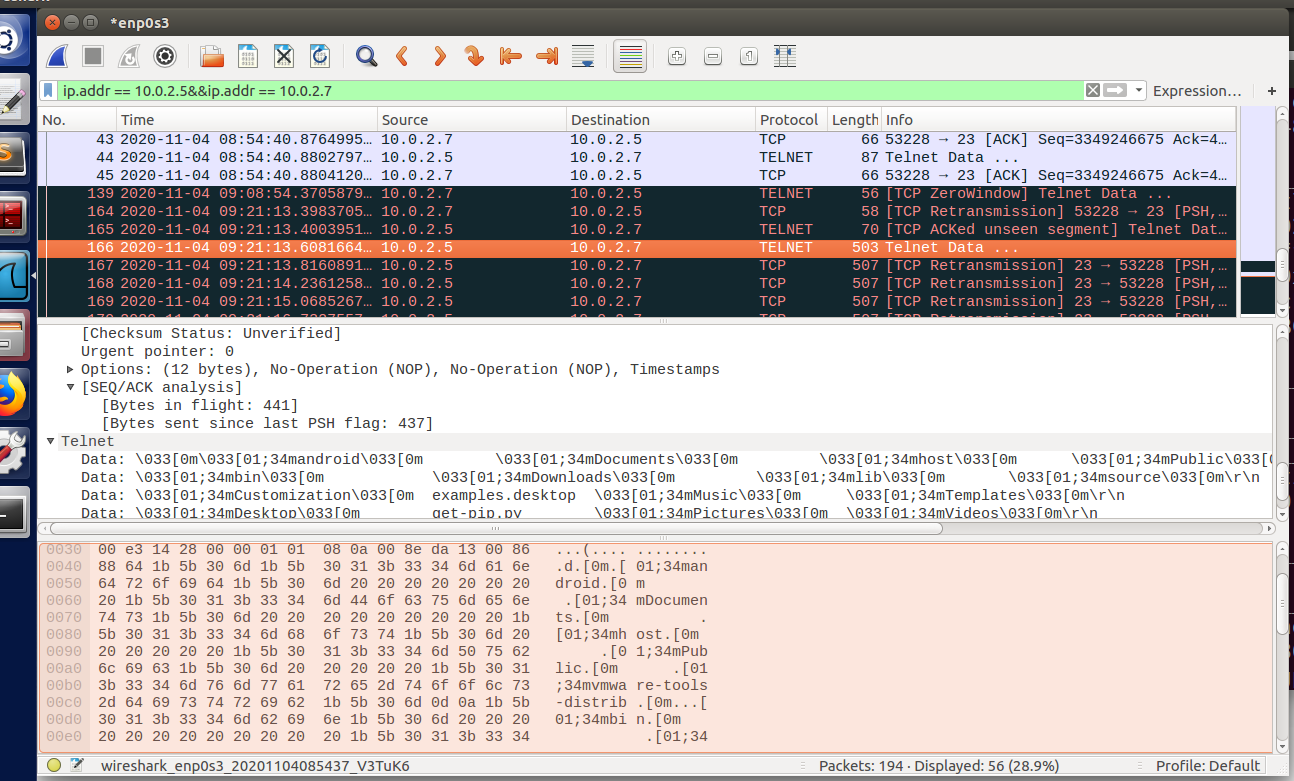 *enp0s3
ip.addr == 10.0.2.5&&ip.addr == 10.0.2.7 Expression… +
No. Time Source Destination Protocol Length Info
43 2020-11-04 08:54:40.8764995… 10.0.2.7 10.0.2.5 TCP 66 53228 → 23 [ACK] Seq=3349246675 Ack=4…
44 2020-11-04 08:54:40.8802797… 10.0.2.5 10.0.2.7 TELNET 87 Telnet Data ...
45 2020-11-04 08:54:40.8804120… 10.0.2.7 10.0.2.5 TCP 66 53228 → 23 [ACK] Seq=3349246675 Ack=4…
139 2020-11-04 09:08:54.3705879… 10.0.2.7 10.0.2.5 TELNET 56 [TCP ZeroWindow] Telnet Data ...
164 2020-11-04 09:21:13.3983705… 10.0.2.7 10.0.2.5 TCP 58 [TCP Retransmission] 53228 → 23 [PSH,…
165 2020-11-04 09:21:13.4003951… 10.0.2.5 10.0.2.7 TELNET 70 [TCP ACKed unseen segment] Telnet Dat…
166 2020-11-04 09:21:13.6081664… 10.0.2.5 10.0.2.7 TELNET 503 Telnet Data ...
167 2020-11-04 09:21:13.8160891… 10.0.2.5 10.0.2.7 TCP 507 [TCP Retransmission] 23 → 53228 [PSH,…
168 2020-11-04 09:21:14.2361258… 10.0.2.5 10.0.2.7 TCP 507 [TCP Retransmission] 23 → 53228 [PSH,…
169 2020-11-04 09:21:15.0685267… 10.0.2.5 10.0.2.7 TCP 507 [TCP Retransmission] 23 → 53228 [PSH,…
[Checksum Status: Unverified]
Urgent pointer: 0
Options: (12 bytes), No-Operation (NOP), No-Operation (NOP), Timestamps
[SEQ/ACK analysis]
[Bytes in flight: 441]
[Bytes sent since last PSH flag: 437]
Telnet
Data: \033[0m\033[01;34mandroid\033[0m \033[01;34mDocuments\033[0m \033[01;34mhost\033[0m \033[01;34mPublic\033[0
Data: \033[01;34mbin\033[0m \033[01;34mDownloads\033[0m \033[01;34mlib\033[0m \033[01;34msource\033[0m\r\n
Data: \033[01;34mCustomization\033[0m examples.desktop \033[01;34mMusic\033[0m \033[01;34mTemplates\033[0m\r\n
Data: \033[01;34mDesktop\033[0m get-pip.py \033[01;34mPictures\033[0m \033[01;34mVideos\033[0m\r\n
0030 00 e3 14 28 00 00 01 01 08 0a 00 8e da 13 00 86 ...(.... ........
0040 88 64 1b 5b 30 6d 1b 5b 30 31 3b 33 34 6d 61 6e .d.[0m.[ 01;34man
0050 64 72 6f 69 64 1b 5b 30 6d 20 20 20 20 20 20 20 droid.[0 m
0060 20 1b 5b 30 31 3b 33 34 6d 44 6f 63 75 6d 65 6e .[01;34 mDocumen
0070 74 73 1b 5b 30 6d 20 20 20 20 20 20 20 20 20 1b ts.[0m .
0080 5b 30 31 3b 33 34 6d 68 6f 73 74 1b 5b 30 6d 20 [01;34mh ost.[0m
0090 20 20 20 20 20 1b 5b 30 31 3b 33 34 6d 50 75 62 .[0 1;34mPub
00a0 6c 69 63 1b 5b 30 6d 20 20 20 20 20 1b 5b 30 31 lic.[0m .[01
00b0 3b 33 34 6d 76 6d 77 61 72 65 2d 74 6f 6f 6c 73 ;34mvmwa re-tools
00c0 2d 64 69 73 74 72 69 62 1b 5b 30 6d 0d 0a 1b 5b -distrib .[0m...[
00d0 30 31 3b 33 34 6d 62 69 6e 1b 5b 30 6d 20 20 20 01;34mbi n.[0m
00e0 20 20 20 20 20 20 20 20 20 1b 5b 30 31 3b 33 34 .[01;34
wireshark_enp0s3_20201104085437_V3TuK6 Packets: 194 · Displayed: 56 (28.9%) Profile: Default